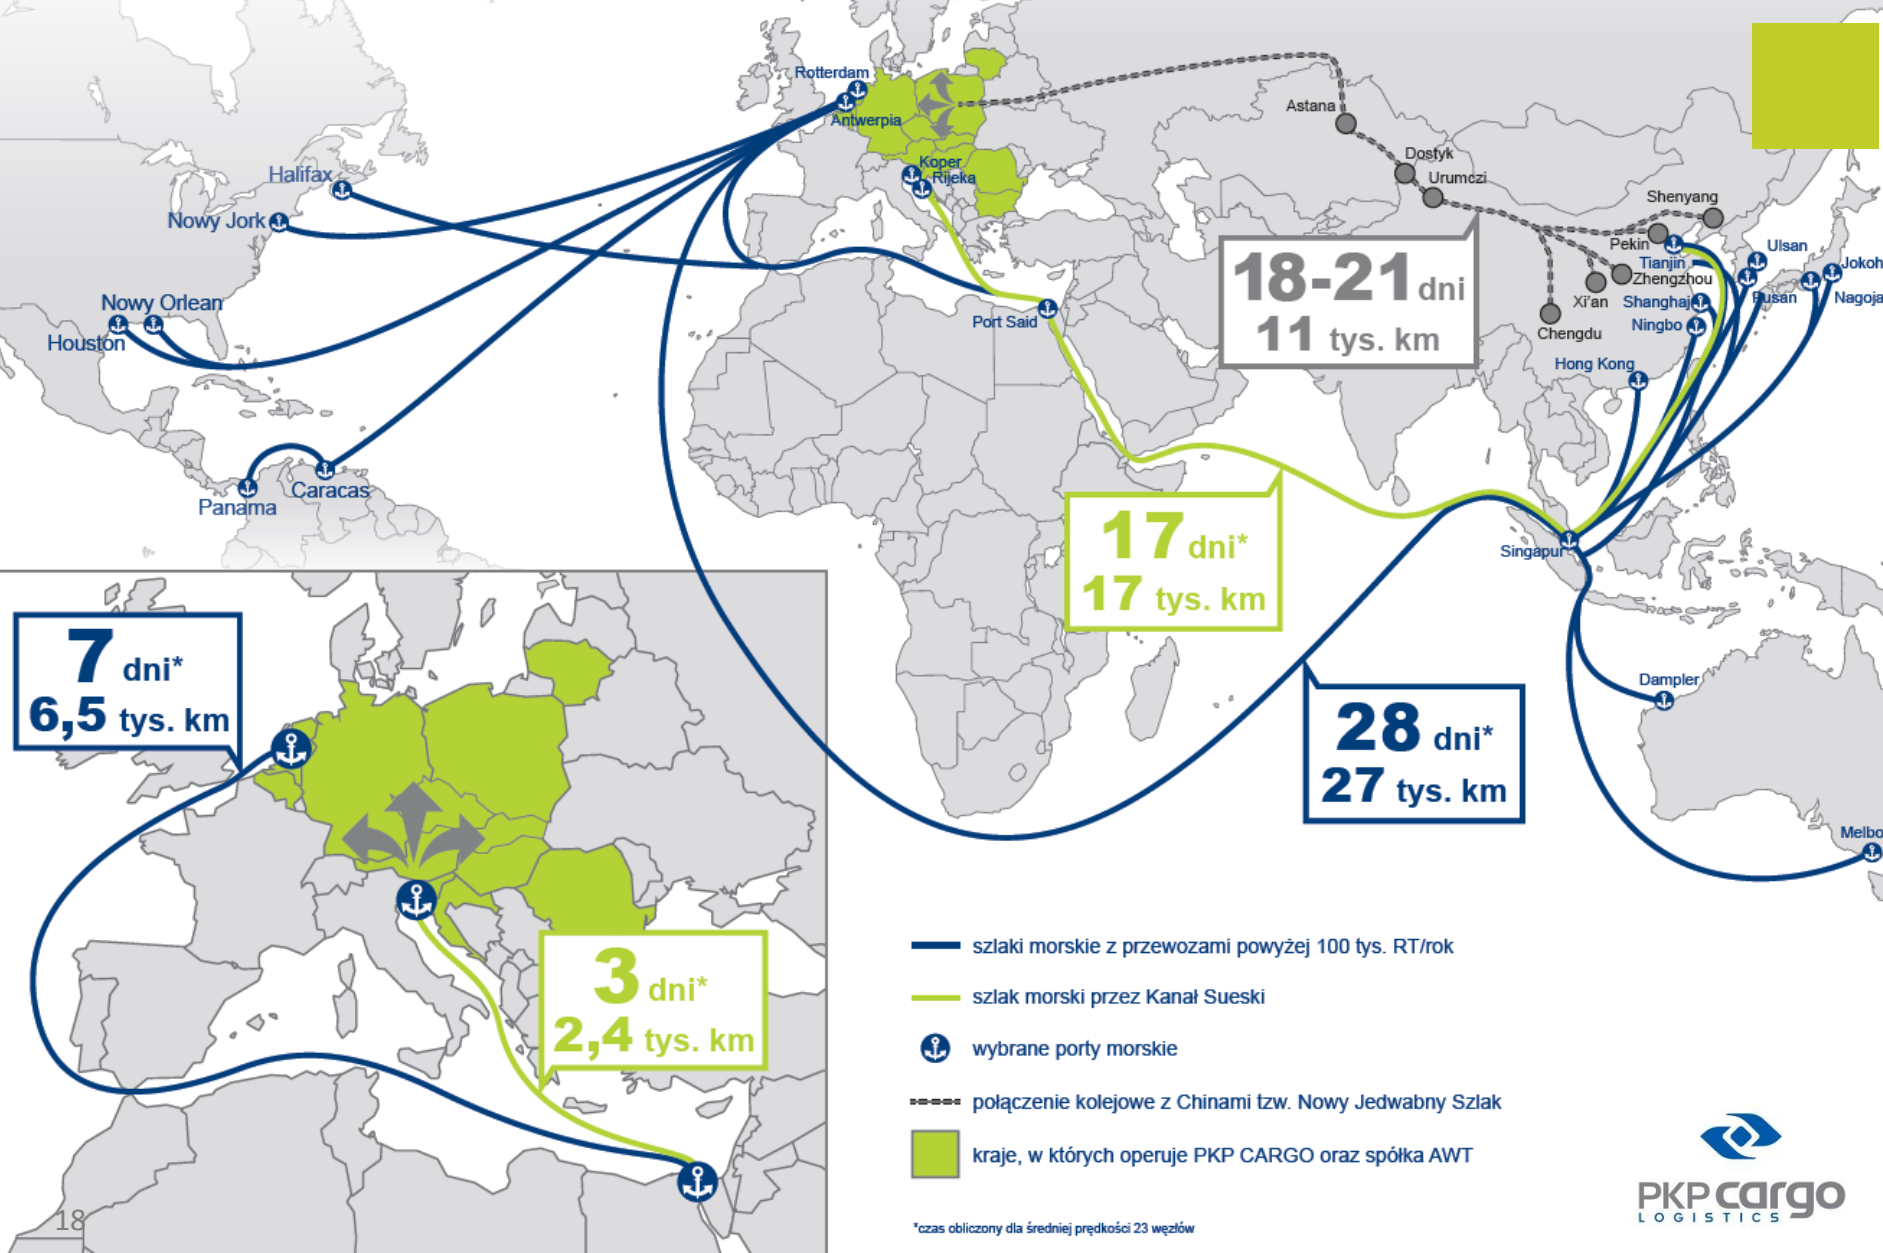 Rotterdam
Antwerpia
Koper
Rijeka
Halifax
Nowy Jork
Nowy Orlean
Houston
Panama
Caracas
Port Said
Astana
Dostyk
Urumczi
Shenyang
Pekin
Tianjin
Zhengzhou
Xi'an
Chengdu
Shanghaj
Ningbo
Hong Kong
Ulsan
Pusan
Jokoh
Nagoja
Singapur
Dampler
Melbo
18-21 dni
11 tys. km
17 dni*
17 tys. km
28 dni*
27 tys. km
7 dni*
6,5 tys. km
3 dni*
2,4 tys. km
szlaki morskie z przewozami powyżej 100 tys. RT/rok
szlak morski przez Kanał Sueski
wybrane porty morskie
połączenie kolejowe z Chinami tzw. Nowy Jedwabny Szlak
kraje, w których operuje PKP CARGO oraz spółka AWT
*czas obliczony dla średniej prędkości 23 węzłów
PKP cargo
LOGISTICS
18